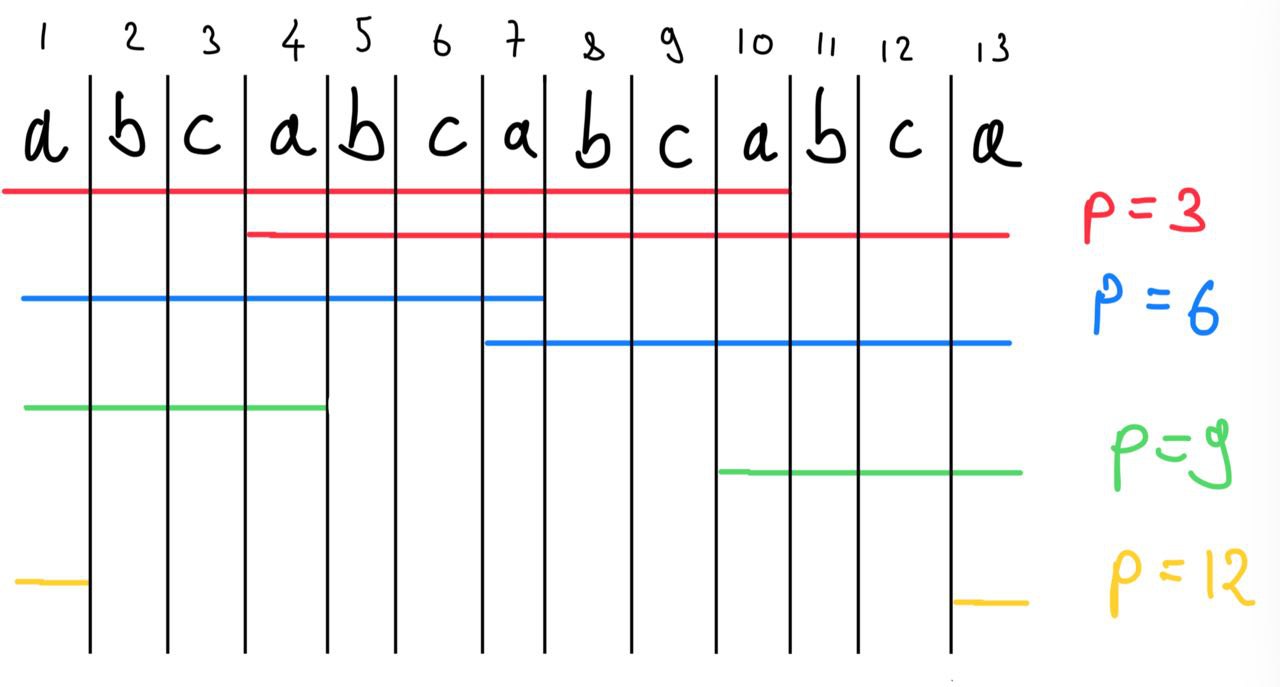 1 2 3 4 5 6 7 8 9 10 11 12 13
a b c a b c a b c a b c a
p = 3
p = 6
p = 9
p = 12